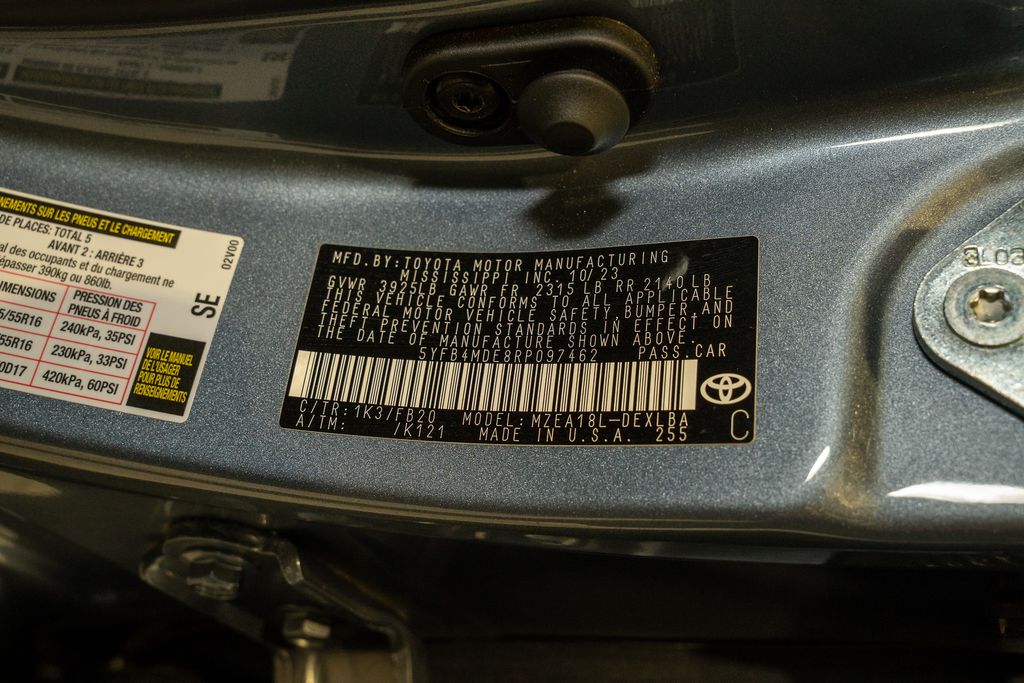 NEMENTS SUR LES PNEUS ET LE CHARGEMENT
DE PLACES: TOTAL 5
AVANT 2 : ARRIÈRE 3
al des occupants et du chargement ne
épasser 390kg ou 860lb.
IMENSIONS PRESSION DES PNEUS À FROID
5/55R16 240kPa, 35PSI
55R16 230kPa, 33PSI
0D17 420kPa, 60PSI
VOIR LE MANUEL
DE L'USAGER
POUR PLUS DE
RENSEIGNEMENTS
02V00
SE
MFD.BY:TOYOTA MOTOR MANUFACTURING
MISSISSIPPI INC. 10/23
GVWR 3925LB GAWR FR 2315LB RR 2140LB
THIS VEHICLE CONFORMS TO ALL APPLICABLE
FEDERAL MOTOR VEHICLE SAFETY, BUMPER,AND
THEFT PREVENTION STANDARDS IN EFFECT ON
THE DATE OF MANUFACTURE SHOWN ABOVE.
5YFB4MDE8RP097462 PASS.CAR
C/TR:1K3/FB20 MODEL:MZEA18L-DEXLBA
A/TM: /K121 MADE IN U.S.A. 255
C